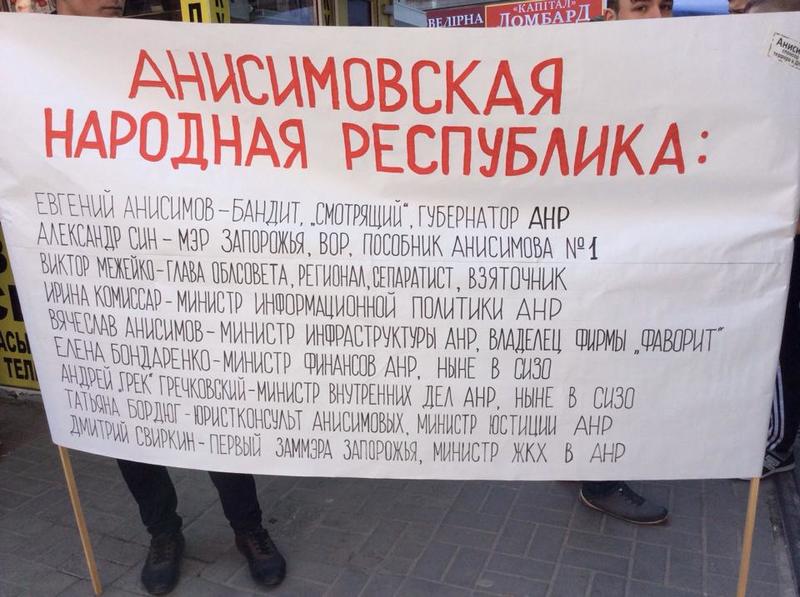 ВЕЛІРНА
«КАПІТАЛ»
ЛОМБАРД
АНИСИМОВСКАЯ
НАРОДНАЯ РЕСПУБЛИКА:
ЕВГЕНИЙ АНИСИМОВ – БАНДИТ, „СМОТРЯЩИЙ", ГУБЕРНАТОР АНР
АЛЕКСАНДР СИН – МЭР ЗАПОРОЖЬЯ, ВОР, ПОСОБНИК АНИСИМОВА №1
ВИКТОР МЕЖЕЙКО – ГЛАВА ОБЛСОВЕТА, РЕГИОНАЛ, СЕПАРАТИСТ, ВЗЯТОЧНИК
ИРИНА КОМИССАР – МИНИСТР ИНФОРМАЦИОННОЙ ПОЛИТИКИ АНР
ВЯЧЕСЛАВ АНИСИМОВ – МИНИСТР ИНФРАСТРУКТУРЫ АНР, ВЛАДЕЛЕЦ ФИРМЫ „ФАВОРИТ"
ЕЛЕНА БОНДАРЕНКО – МИНИСТР ФИНАНСОВ АНР, НЫНЕ В СИЗО
АНДРЕЙ „ГРЕК" ГРЕЧКОВСКИЙ – МИНИСТР ВНУТРЕННИХ ДЕЛ АНР, НЫНЕ В СИЗО
ТАТЬЯНА БОРДЮГ – ЮРИСТКОНСУЛЬТ АНИСИМОВЫХ, МИНИСТР ЮСТИЦИИ АНР
ДМИТРИЙ СВИРКИН – ПЕРВЫЙ ЗАММЭРА ЗАПОРОЖЬЯ, МИНИСТР ЖКХ В АНР